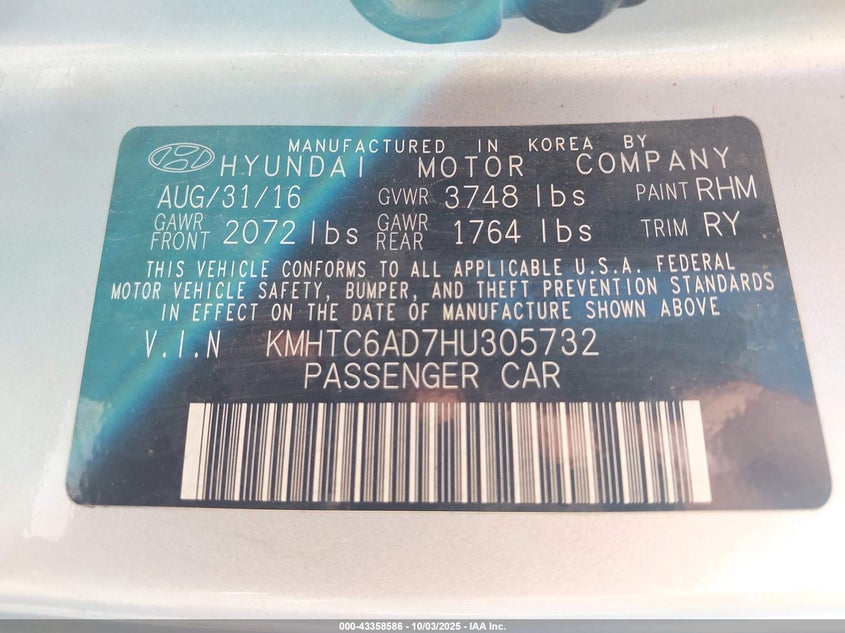 MANUFACTURED IN KOREA BY
HYUNDAI MOTOR COMPANY
AUG/31/16 GVWR 3748 lbs PAINT RHM
GAWR FRONT 2072 lbs GAWR REAR 1764 lbs TRIM RY
THIS VEHICLE CONFORMS TO ALL APPLICABLE U.S.A. FEDERAL
MOTOR VEHICLE SAFETY, BUMPER, AND THEFT PREVENTION STANDARDS
IN EFFECT ON THE DATE OF MANUFACTURE SHOWN ABOVE
V.I.N KMHTC6AD7HU305732
PASSENGER CAR
000-43358586 - 10/03/2025 - IAA Inc.